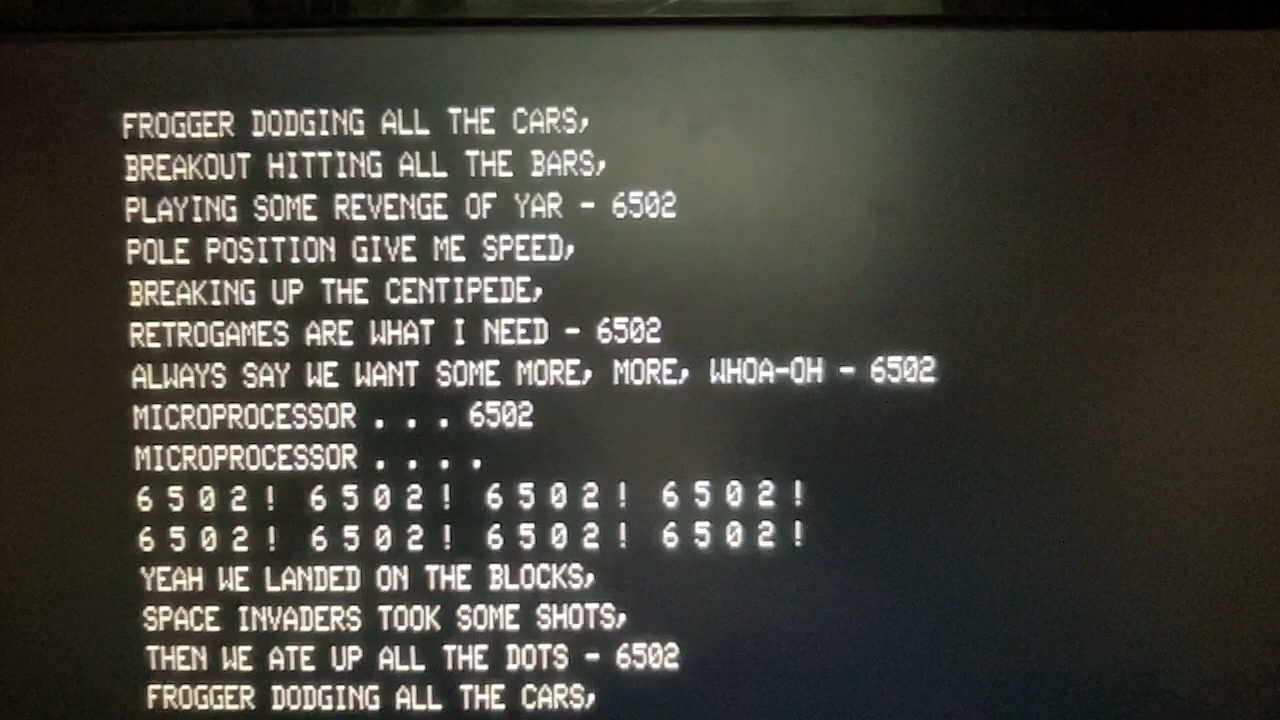 FROGGER DODGING ALL THE CARS,
BREAKOUT HITTING ALL THE BARS,
PLAYING SOME REVENGE OF YAR - 6502
POLE POSITION GIVE ME SPEED,
BREAKING UP THE CENTIPEDE,
RETROGAMES ARE WHAT I NEED - 6502
ALWAYS SAY WE WANT SOME MORE, MORE, WHOA-OH - 6502
MICROPROCESSOR . . . 6502
MICROPROCESSOR . . . .
6 5 0 2 ! 6 5 0 2 ! 6 5 0 2 ! 6 5 0 2 !
6 5 0 2 ! 6 5 0 2 ! 6 5 0 2 ! 6 5 0 2 !
YEAH WE LANDED ON THE BLOCKS,
SPACE INVADERS TOOK SOME SHOTS,
THEN WE ATE UP ALL THE DOTS - 6502
FROGGER DODGING ALL THE CARS,